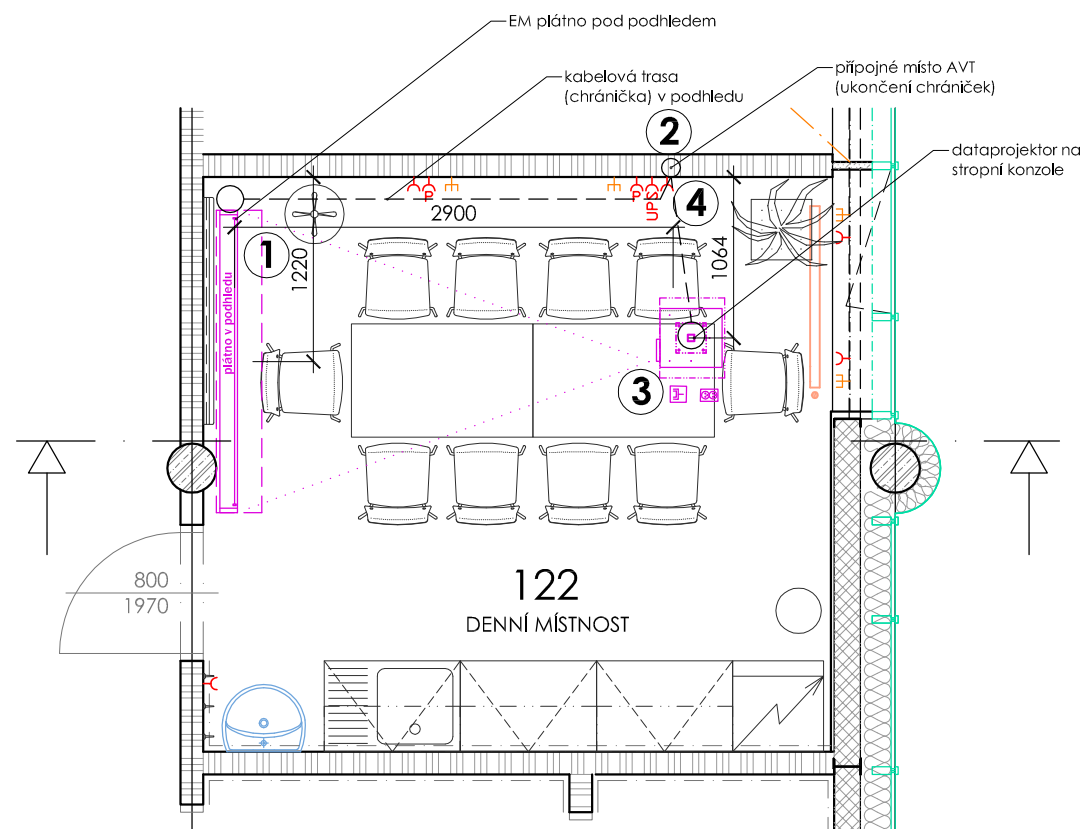 EM plátno pod podhledem
kabelová trasa
(chránička) v podhledu
přípojné místo AVT
(ukončení chrániček)
dataprojektor na
stropní konzole
2
P
P
UPS
4
2900
1
1220
1064
plátno v podhledu
3
800
1970
122
DENNÍ MÍSTNOST